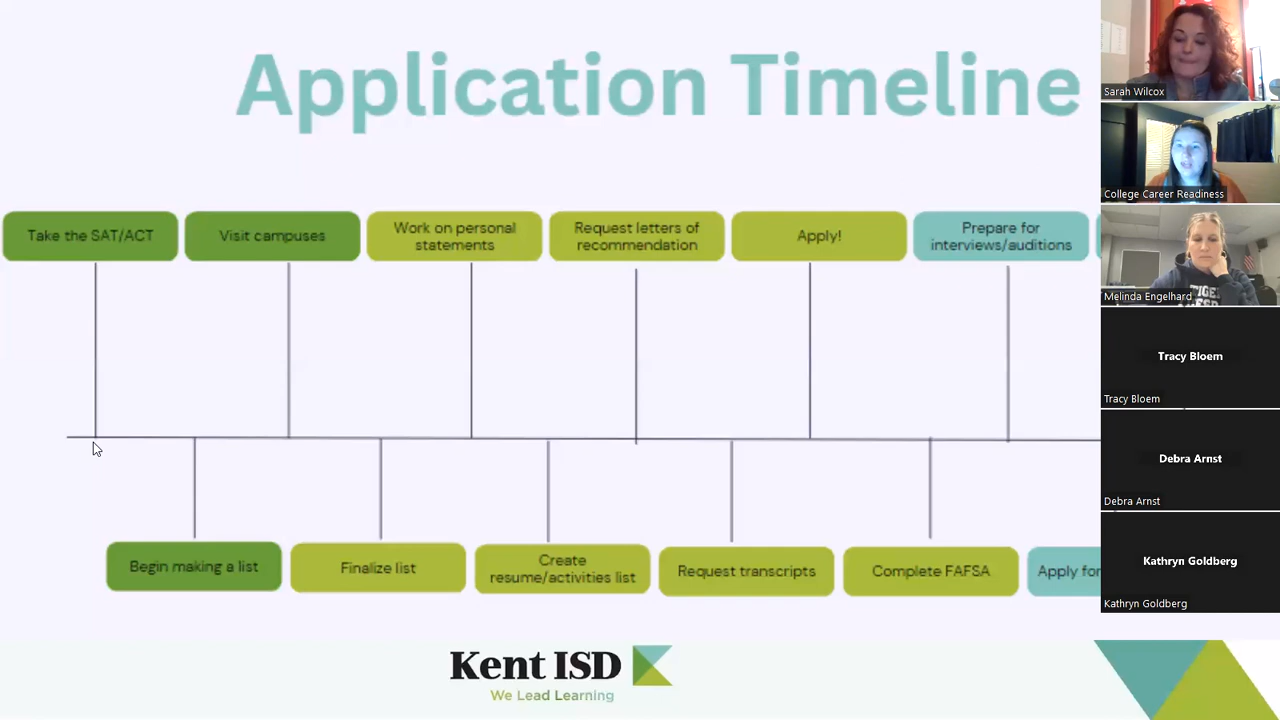 Application Timeline
Take the SAT/ACT
Visit campuses
Work on personal
statements
Request letters of
recommendation
Apply!
Prepare for
interviews/auditions
Begin making a list
Finalize list
Create
resume/activities list
Request transcripts
Complete FAFSA
Apply for
Kent ISD
We Lead Learning
Sarah Wilcox
College Career Readiness
Melinda Engelhard
Tracy Bloem
Tracy Bloem
Debra Arnst
Debra Arnst
Kathryn Goldberg
Kathryn Goldberg